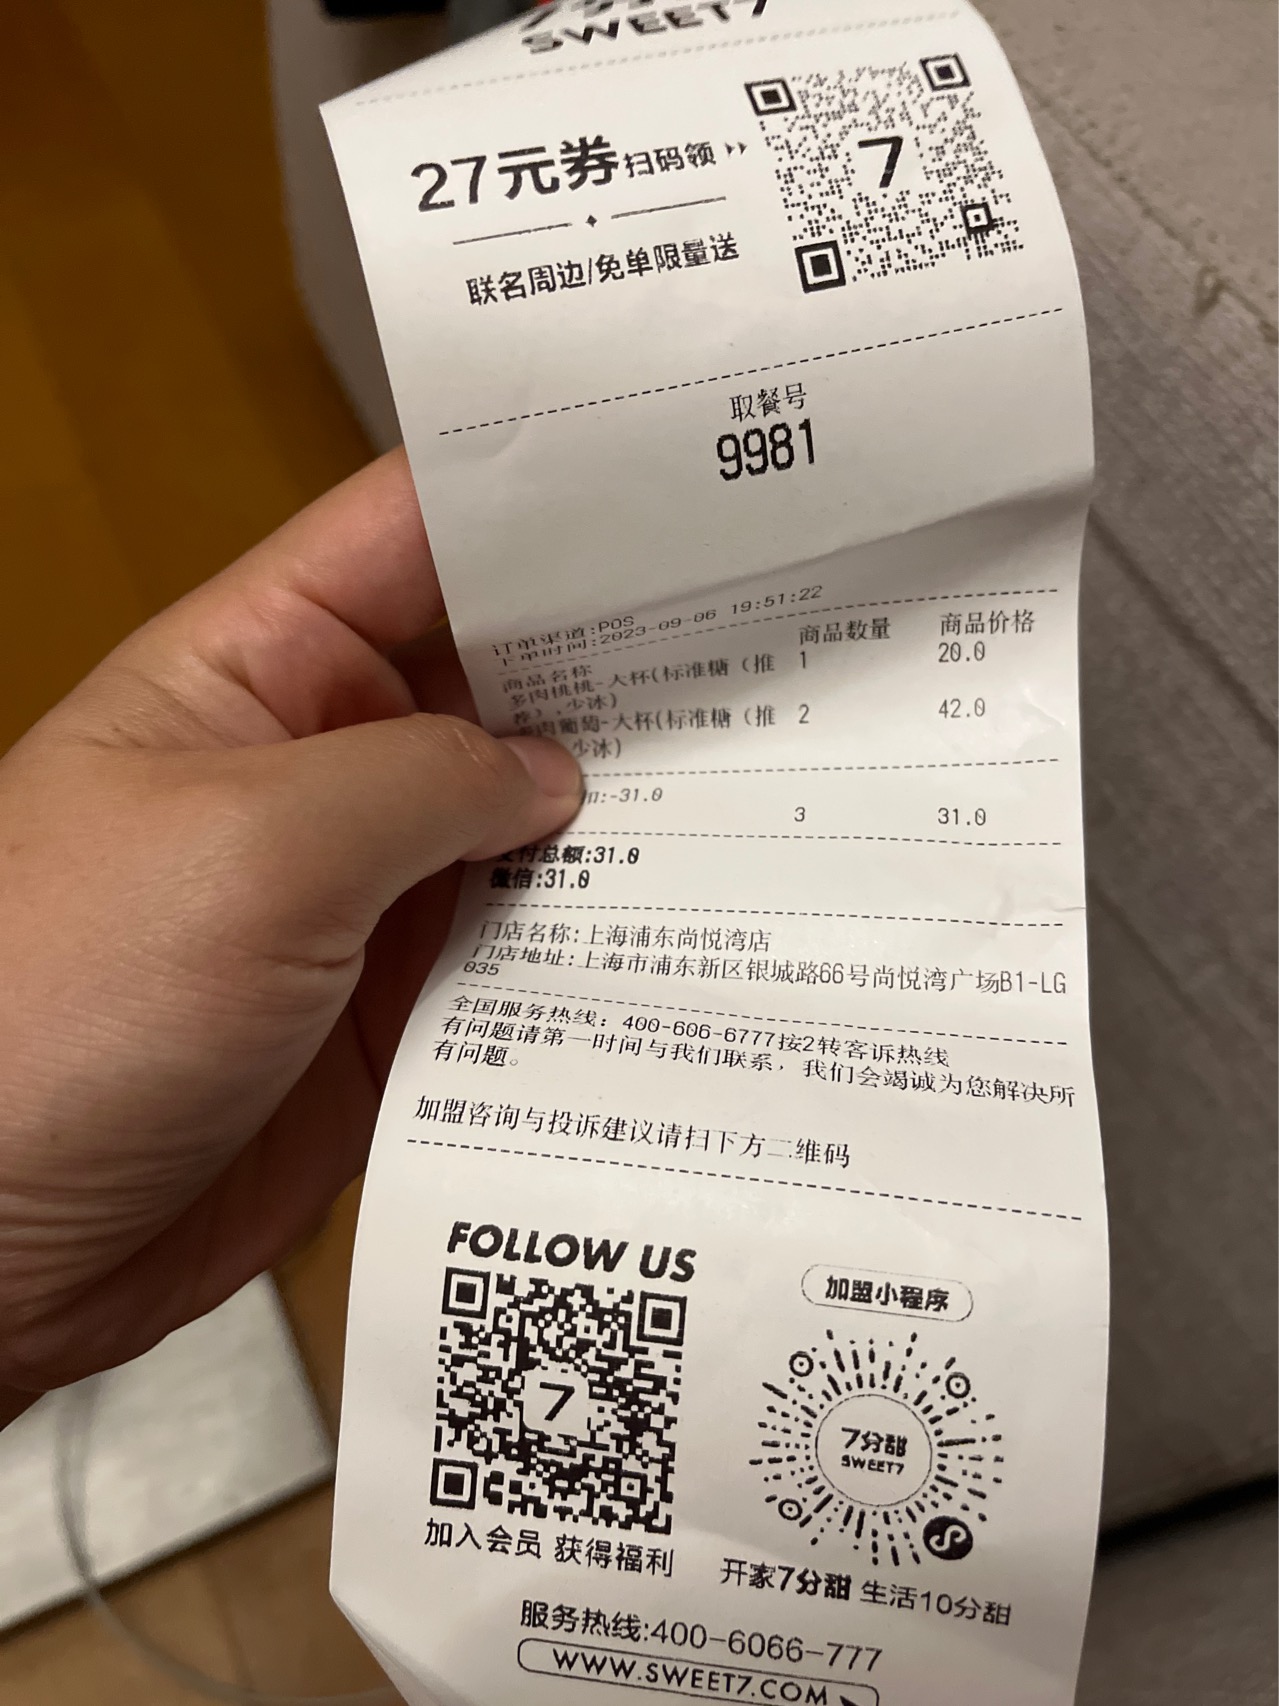 SWEET7
27元券扫码领
联名周边/免单限量送
7
取餐号
9981
订单渠道:POS
下单时间:2023-09-06 19:51:22
商品名称 商品数量 商品价格
多肉桃桃-大杯(标准糖（推 1 20.0
荐）,少冰)
肉葡萄-大杯(标准糖（推 2 42.0
少冰)
扣:-31.0
3 31.0
支付总额:31.0
微信:31.0
门店名称:上海浦东尚悦湾店
门店地址:上海市浦东新区银城路66号尚悦湾广场B1-LG
035
全国服务热线：400-606-6777按2转客诉热线
有问题请第一时间与我们联系，我们会竭诚为您解决所
有问题。
加盟咨询与投诉建议请扫下方二维码
FOLLOW US
7
加入会员 获得福利
加盟小程序
7分甜
SWEET7
开家7分甜 生活10分甜
服务热线:400-6066-777
WWW.SWEET7.COM